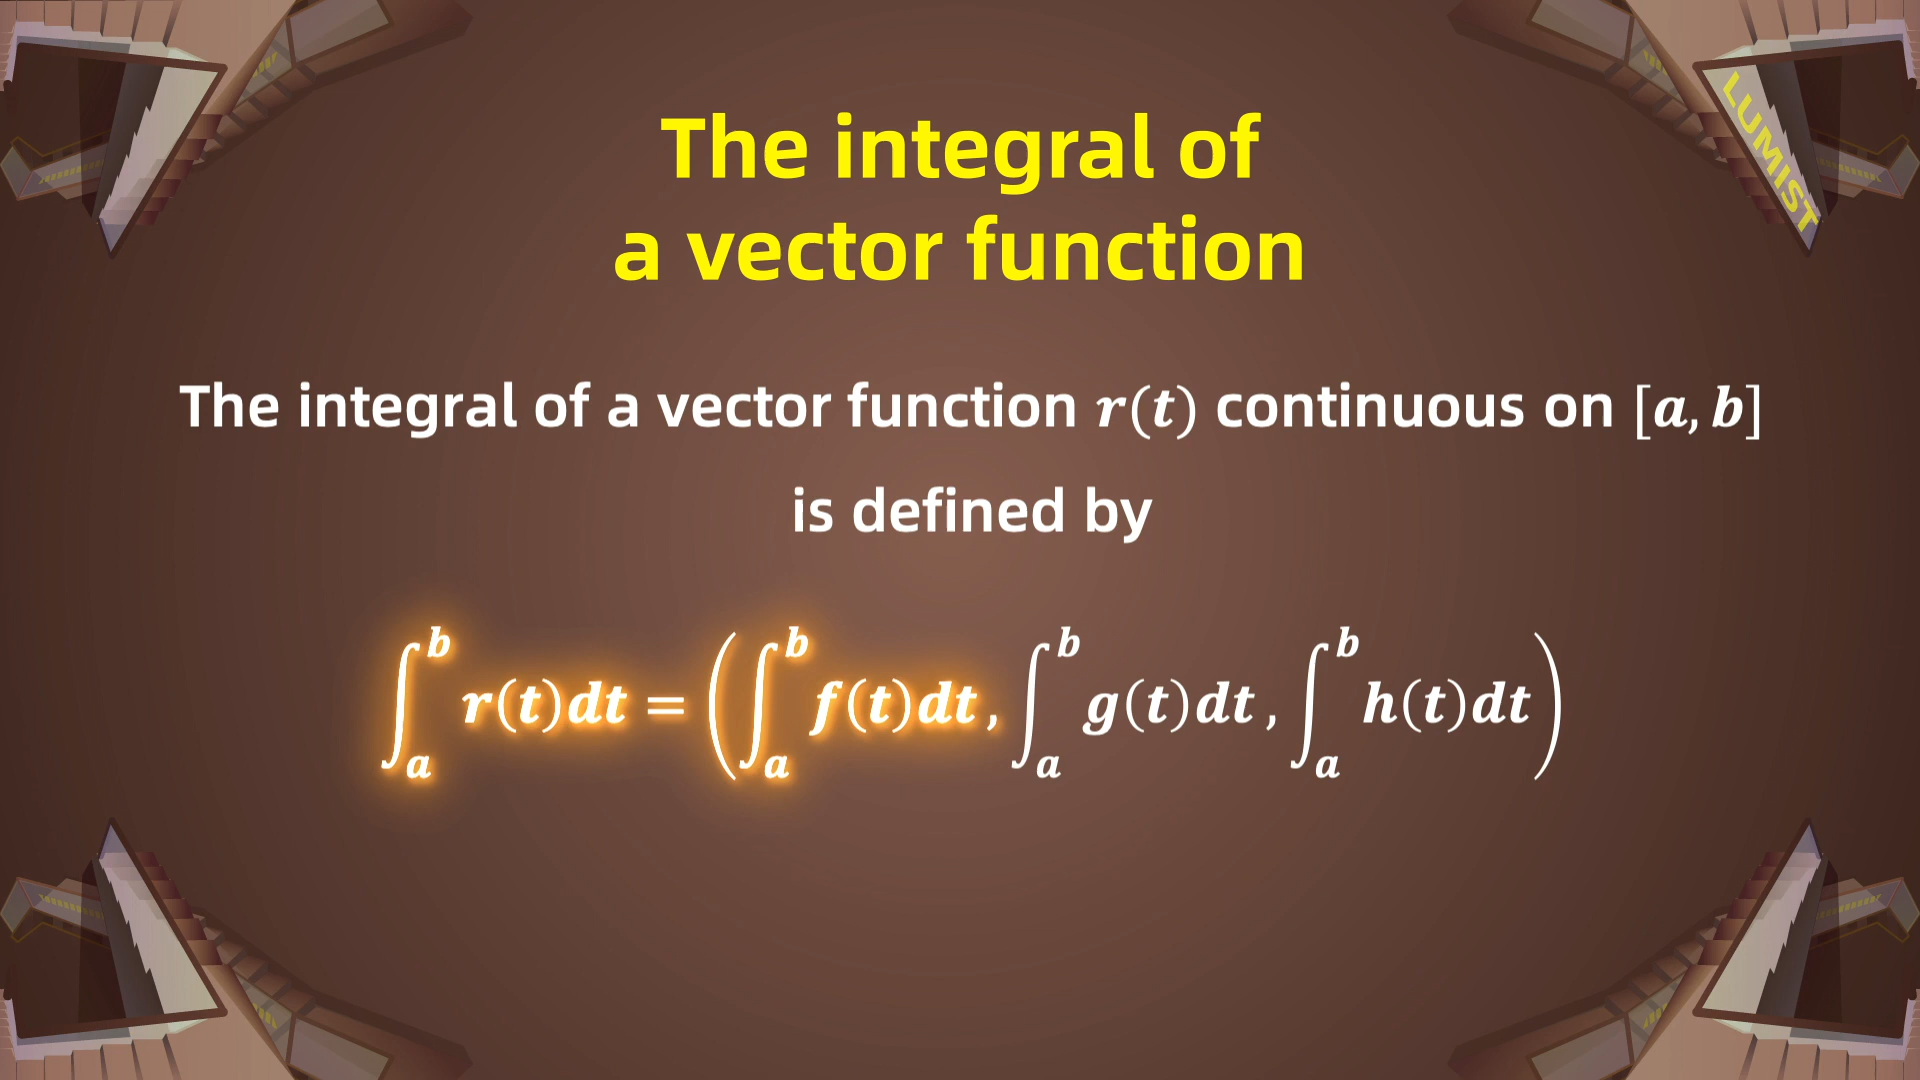 LUMIST
The integral of
a vector function
The integral of a vector function r(t) continuous on [a, b]
is defined by
∫_a^b r(t)dt = (∫_a^b f(t)dt, ∫_a^b g(t)dt, ∫_a^b h(t)dt)